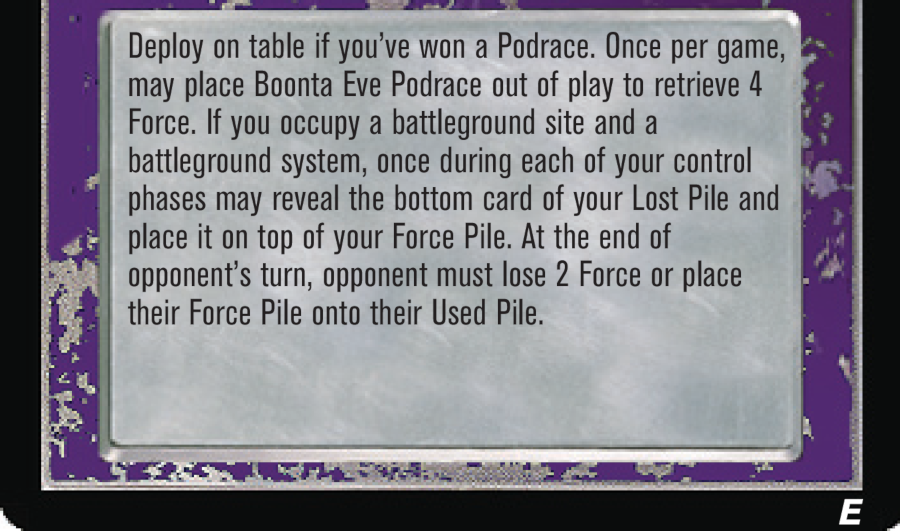 Deploy on table if you’ve won a Podrace. Once per game,
may place Boonta Eve Podrace out of play to retrieve 4
Force. If you occupy a battleground site and a
battleground system, once during each of your control
phases may reveal the bottom card of your Lost Pile and
place it on top of your Force Pile. At the end of
opponent’s turn, opponent must lose 2 Force or place
their Force Pile onto their Used Pile.
E